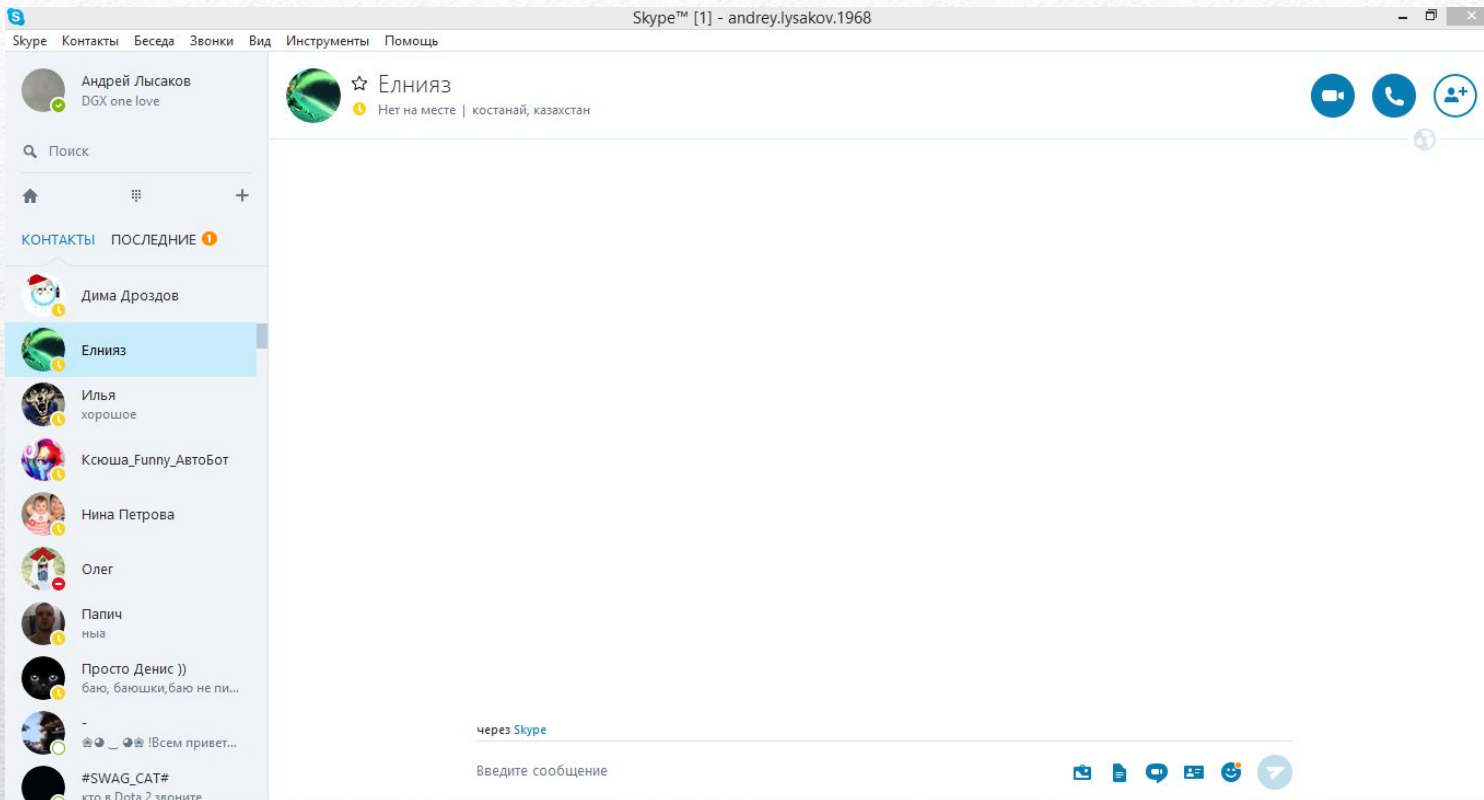 Skype™ [1] - andrey.lysakov.1968
Skype Контакты Беседа Звонки Вид Инструменты Помощь
Андрей Лысаков
DGX one love
Поиск
КОНТАКТЫ ПОСЛЕДНИЕ 1
Дима Дроздов
Елнияз
Илья
хорошое
Ксюша_Funny_АвтоБот
Нина Петрова
Олег
Папич
ныа
Просто Денис ))
баю, баюшки,баю не пи...
-
!Всем привет...
#SWAG_CAT#
кто в Dota 2 звоните
Елнияз
Нет на месте | костанай, казахстан
через Skype
Введите сообщение